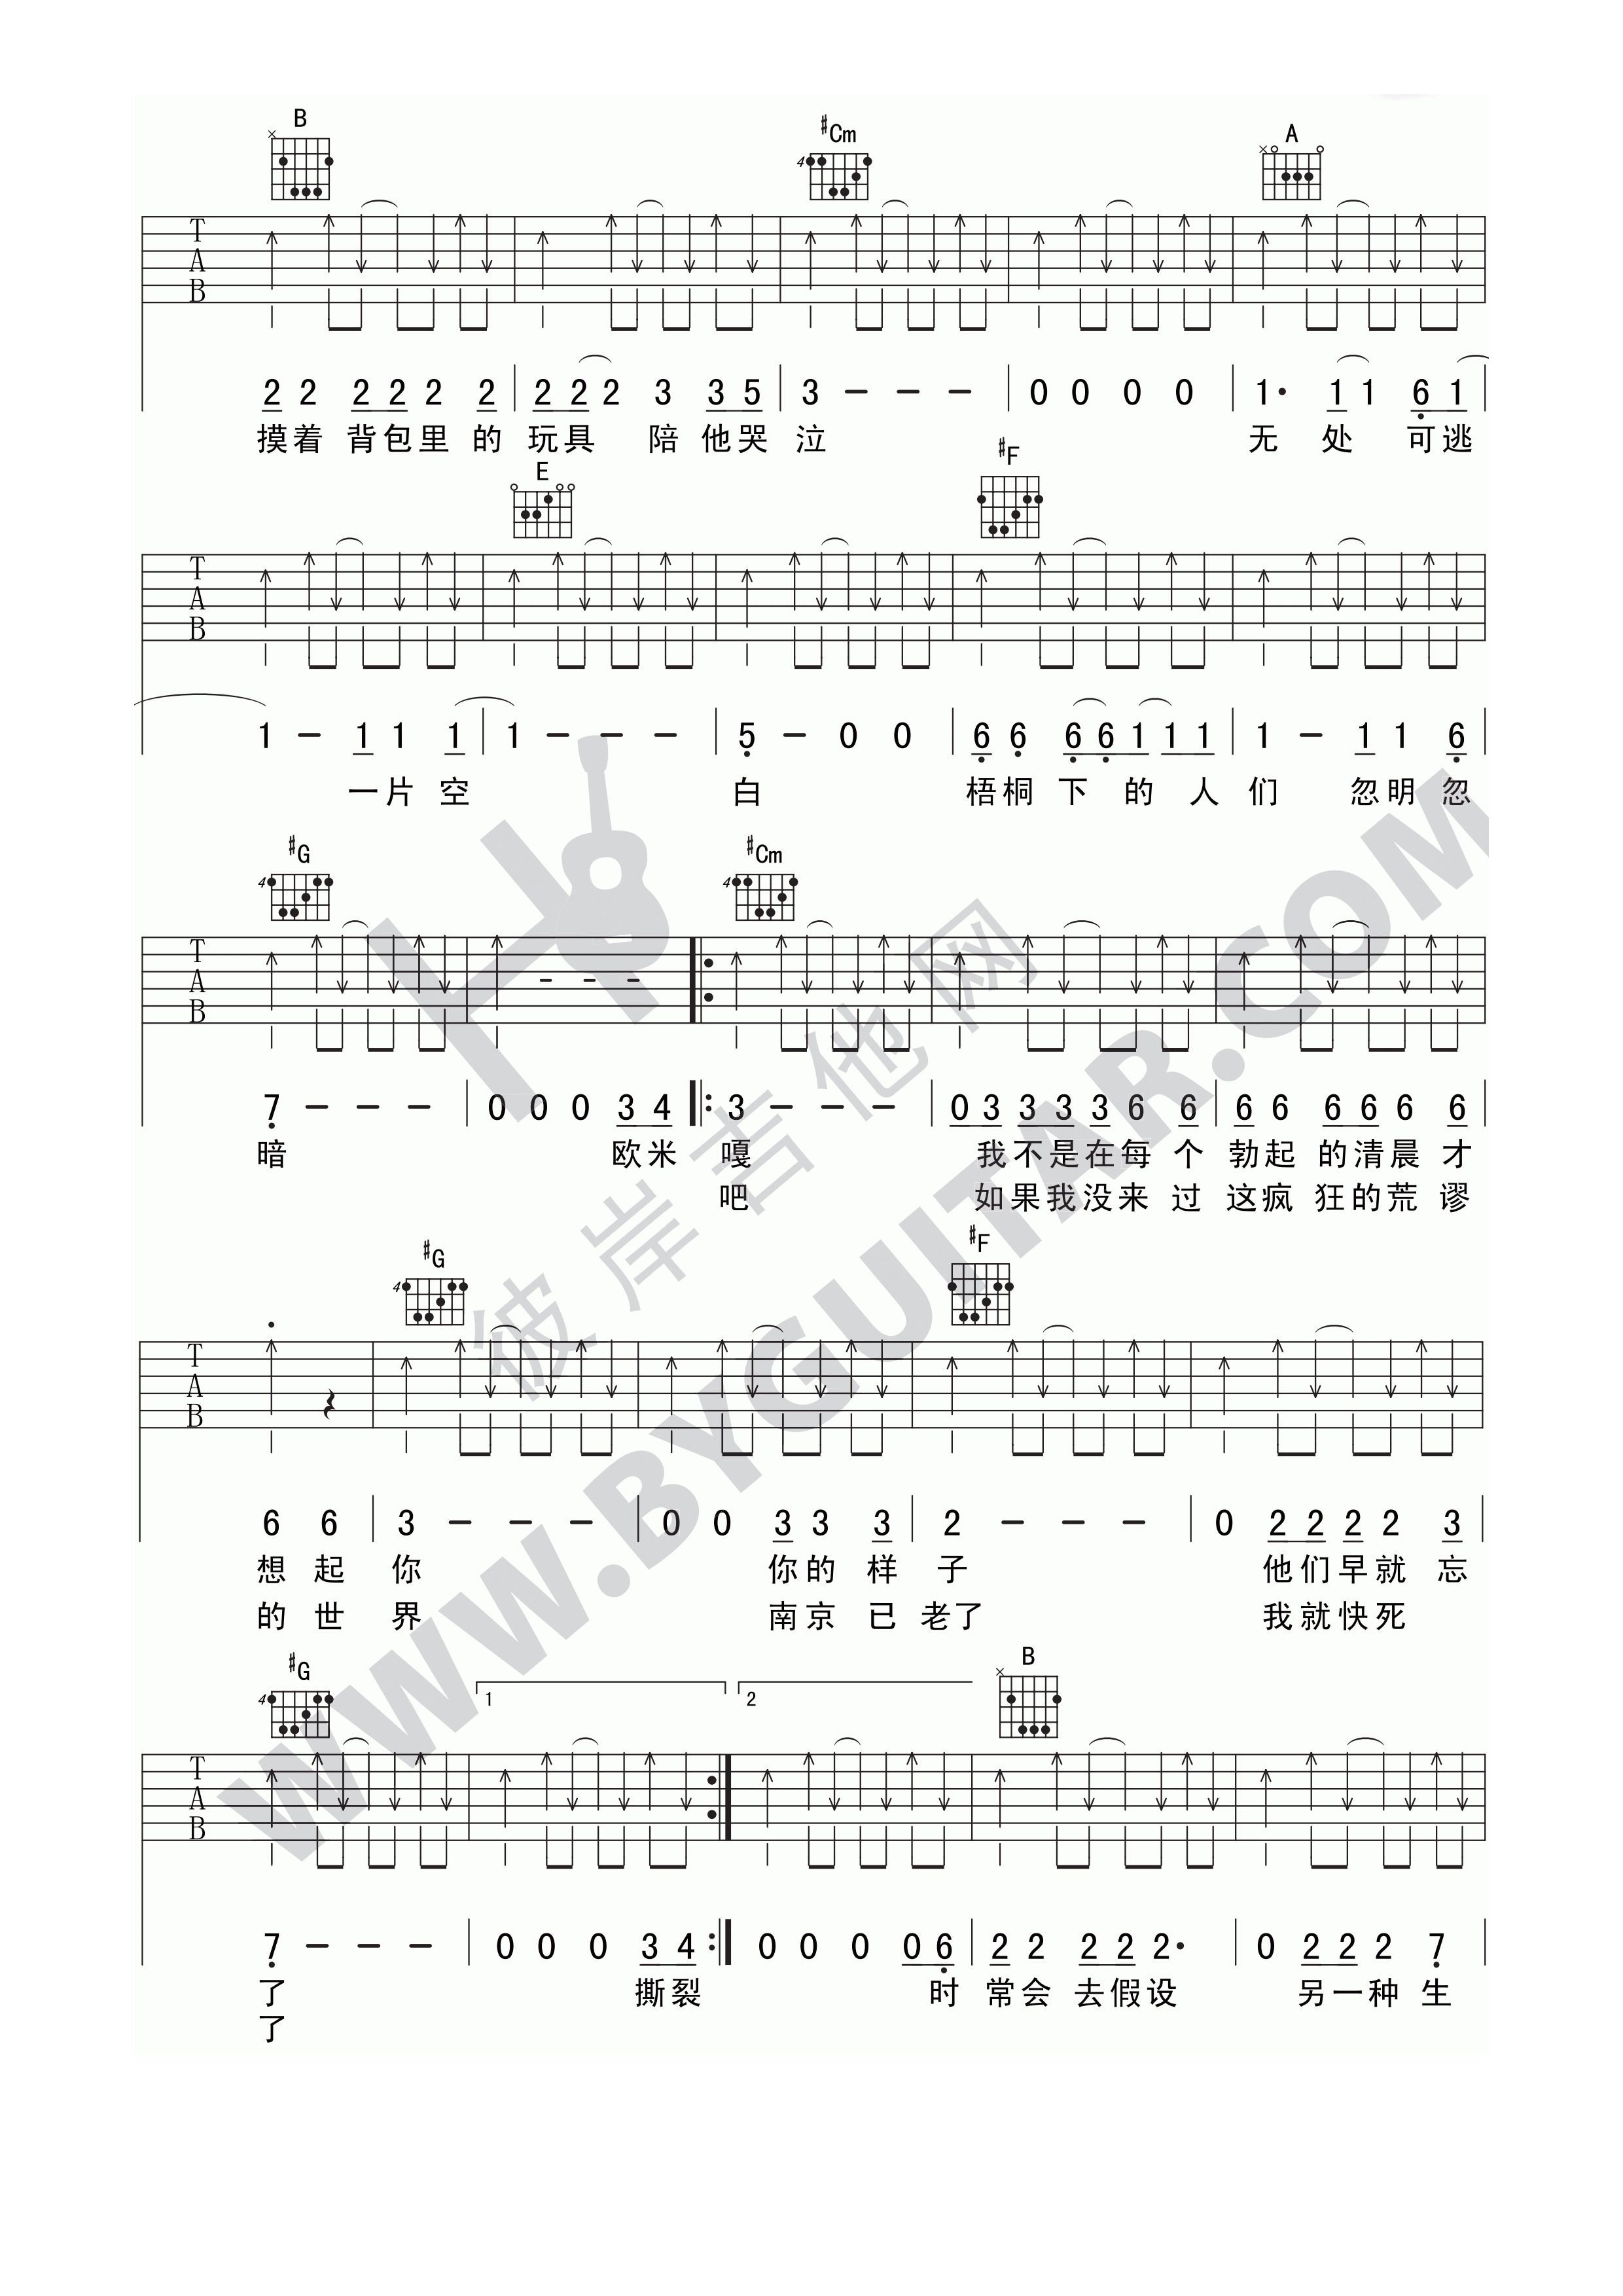 B #Cm A
T
A
B
2 2 2 2 2 2 2 2 2 3 3 5 3 - - - 0 0 0 0 1· 1 1 6 1
摸着 背包里 的 玩具 陪 他哭 泣 无 处 可逃
E #F
T
A
B
1 - 1 1 1 1 - - - 5 - 0 0 6 6 6 6 1 1 1 1 - 1 1 6
一片 空 白 梧桐 下 的 人 们 忽明 忽
#G 4 #Cm 4
T
A
B
- - -
7 - - - 0 0 0 3 4 3 - - - 0 3 3 3 3 6 6 6 6 6 6 6 6
暗 欧米 嘎 我不是在每 个 勃起 的清晨 才
吧 如果我没来 过 这疯 狂的荒 谬
#G 4 #F
T
A
B
6 6 3 - - - 0 0 3 3 3 2 - - - 0 2 2 2 2 3
想 起 你 你的 样 子 他们早就 忘
的 世 界 南京 已 老了 我就快死
#G 4 1 2 B
T
A
B
7 - - - 0 0 0 3 4 0 0 0 0 6 2 2 2 2 2· 0 2 2 2 7
了 撕裂 时 常会 去假设 另一种 生
了
彼岸吉他网
WWW.BYGUITAR.COM